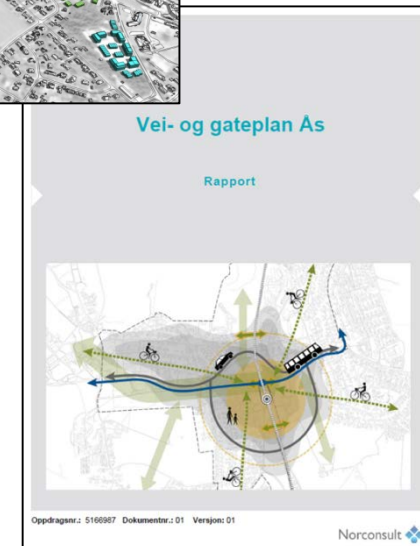 Vei- og gateplan Ås
Rapport
Oppdragsnr.: 5166987 Dokumentnr.: 01 Versjon: 01
Norconsult